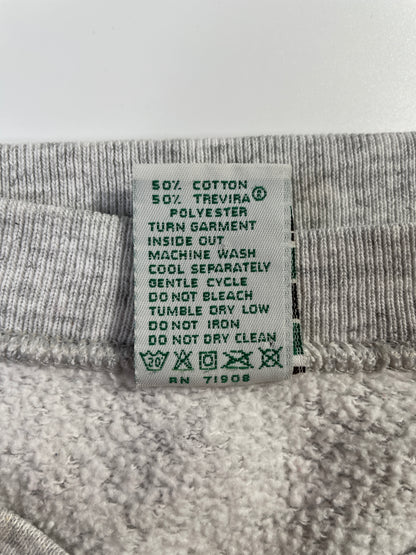 50% COTTON
50% TREVIRA®
POLYESTER
TURN GARMENT
INSIDE OUT
MACHINE WASH
COOL SEPARATELY
GENTLE CYCLE
DO NOT BLEACH
TUMBLE DRY LOW
DO NOT IRON
DO NOT DRY CLEAN
30
RN 71908